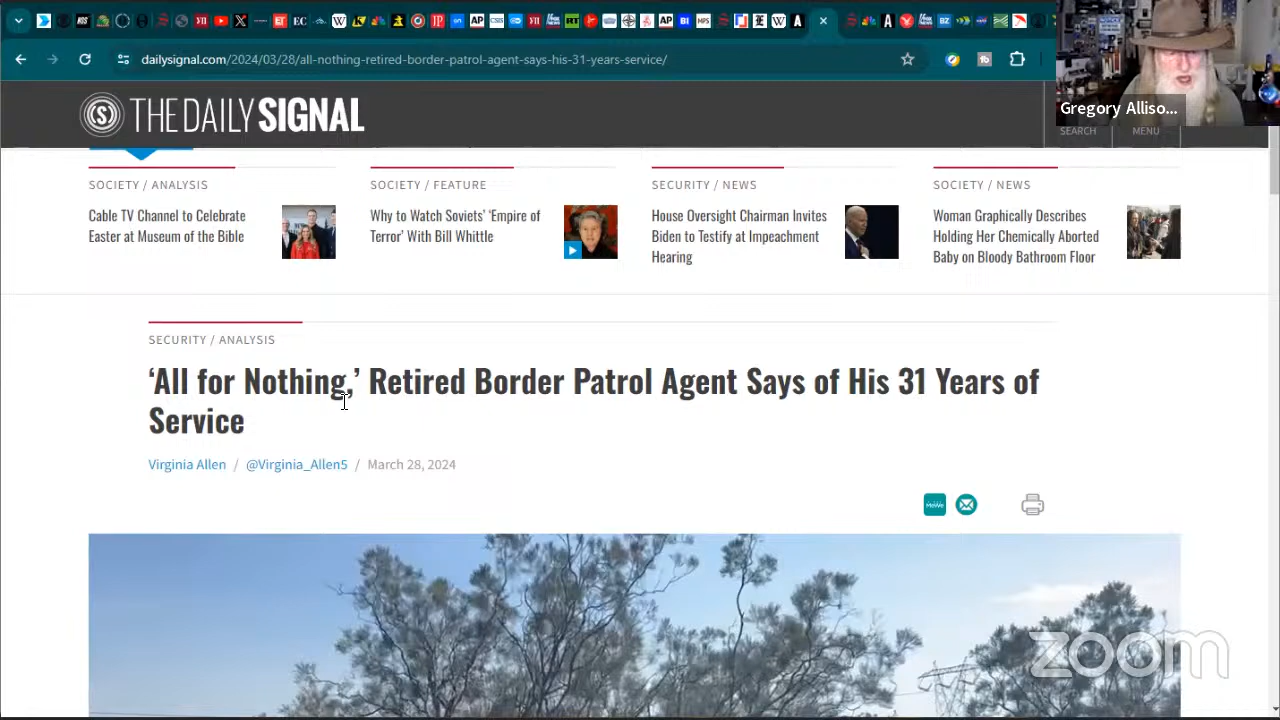 dailysignal.com/2024/03/28/all-nothing-retired-border-patrol-agent-says-his-31-years-service/
Gregory Alliso...
THE DAILY SIGNAL
SEARCH
MENU
SOCIETY / ANALYSIS
Cable TV Channel to Celebrate
Easter at Museum of the Bible
SOCIETY / FEATURE
Why to Watch Soviets' 'Empire of
Terror' With Bill Whittle
SECURITY / NEWS
House Oversight Chairman Invites
Biden to Testify at Impeachment
Hearing
SOCIETY / NEWS
Woman Graphically Describes
Holding Her Chemically Aborted
Baby on Bloody Bathroom Floor
SECURITY / ANALYSIS
‘All for Nothing,’ Retired Border Patrol Agent Says of His 31 Years of
Service
Virginia Allen / @Virginia_Allen5 / March 28, 2024
zoom